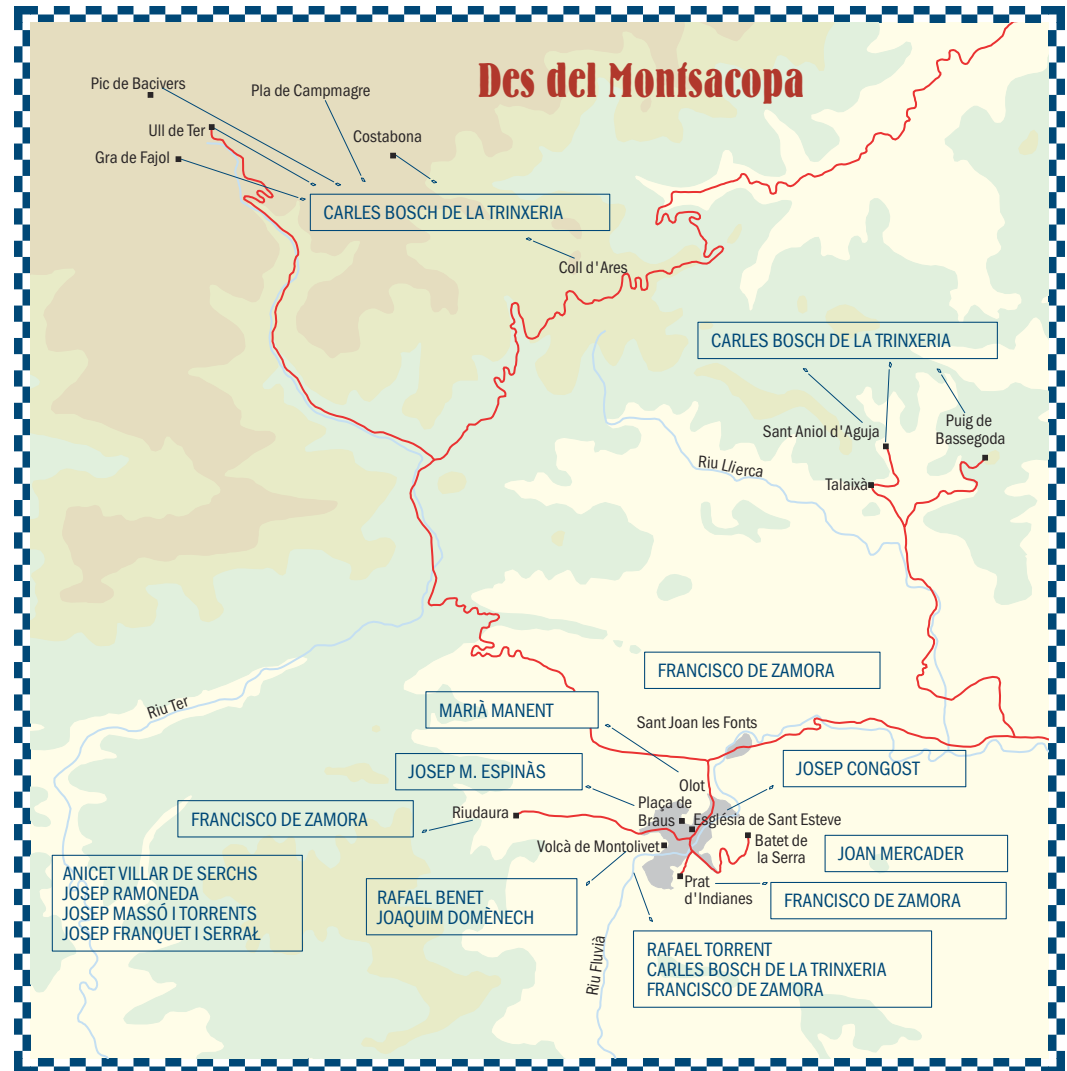 Des del Montsacopa
Pic de Bacivers
Pla de Campmagre
Ull de Ter
Costabona
Gra de Fajol
CARLES BOSCH DE LA TRINXERIA
Coll d'Ares
CARLES BOSCH DE LA TRINXERIA
Sant Aniol d'Aguja
Puig de
Bassegoda
Riu Llierca
Talaixà
FRANCISCO DE ZAMORA
Riu Ter
MARIÀ MANENT
Sant Joan les Fonts
JOSEP M. ESPINÀS
JOSEP CONGOST
Olot
Plaça de
Braus
Església de Sant Esteve
Riudaura
FRANCISCO DE ZAMORA
Volcà de Montolivet
Batet de
la Serra
JOAN MERCADER
ANICET VILLAR DE SERCHS
JOSEP RAMONEDA
JOSEP MASSÓ I TORRENTS
JOSEP FRANQUET I SERRAŁ
RAFAEL BENET
JOAQUIM DOMÈNECH
Prat
d'Indianes
FRANCISCO DE ZAMORA
Riu Fluvià
RAFAEL TORRENT
CARLES BOSCH DE LA TRINXERIA
FRANCISCO DE ZAMORA